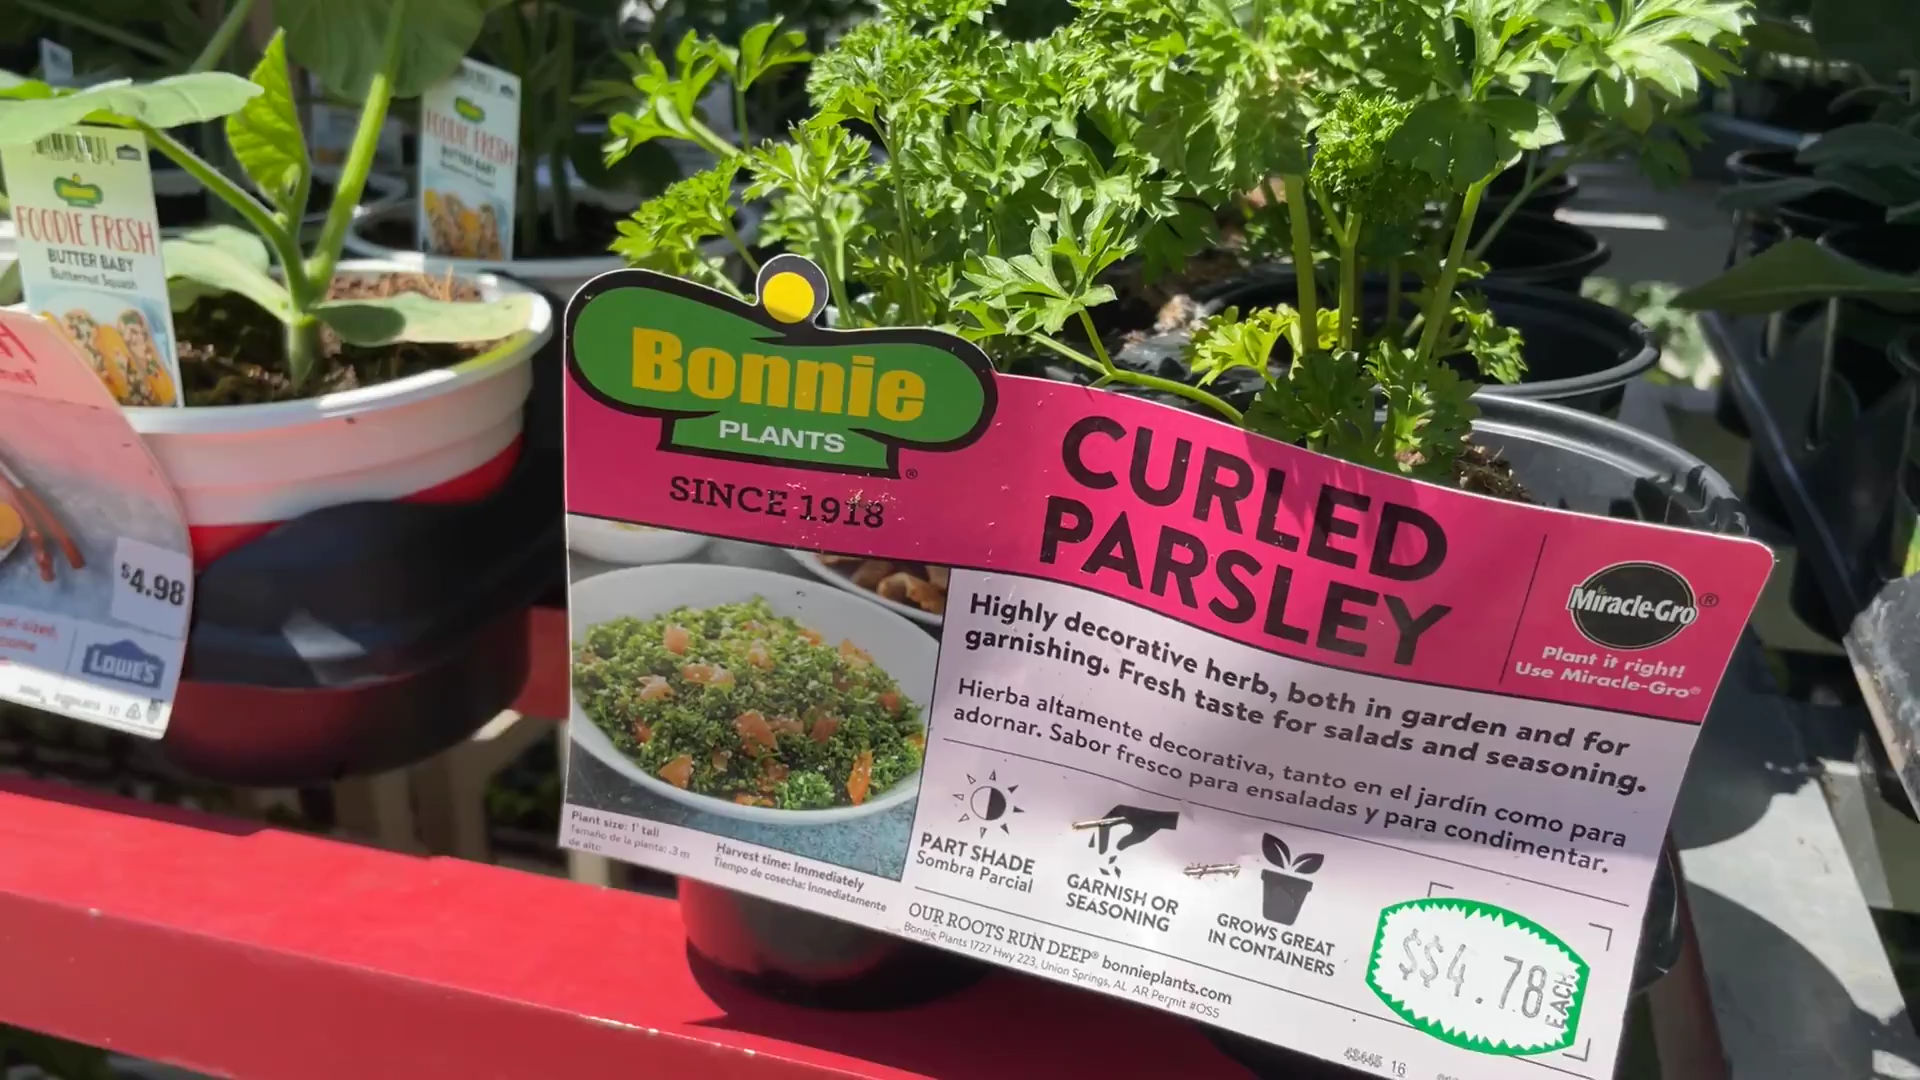 FOODIE FRESH
BUTTER BABY
Butternut Squash
FOODIE FRESH
BUTTER BABY
Butternut Squash
$4.98
LOWE'S
Bonnie
PLANTS
®
SINCE 1918
CURLED
PARSLEY
Miracle-Gro®
Plant it right!
Use Miracle-Gro®
Highly decorative herb, both in garden and for
garnishing. Fresh taste for salads and seasoning.
Hierba altamente decorativa, tanto en el jardín como para
adornar. Sabor fresco para ensaladas y para condimentar.
Plant size: 1' tall
Tamaño de la planta: .3 m
de alto
Harvest time: Immediately
Tiempo de cosecha: Inmediatamente
PART SHADE
Sombra Parcial
GARNISH OR
SEASONING
GROWS GREAT
IN CONTAINERS
OUR ROOTS RUN DEEP® bonnieplants.com
Bonnie Plants 1727 Hwy 223, Union Springs, AL AR Permit #OS5
$$4.78
EACH
16